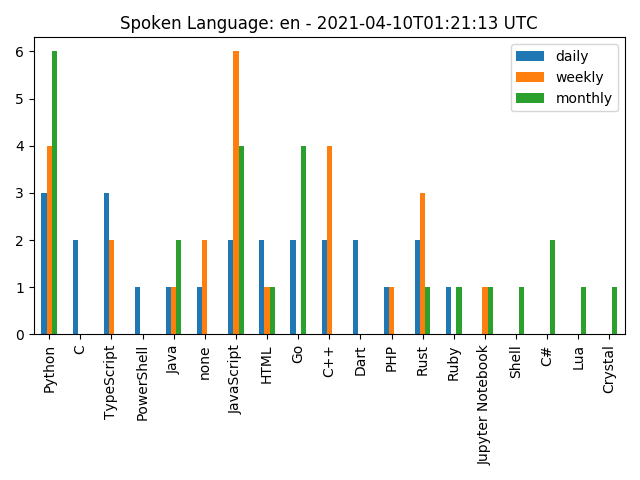 Spoken Language: en - 2021-04-10T01:21:13 UTC
daily
weekly
monthly
6
5
4
3
2
1
0
Python
C
TypeScript
PowerShell
Java
none
JavaScript
HTML
Go
C++
Dart
PHP
Rust
Ruby
Jupyter Notebook
Shell
C#
Lua
Crystal